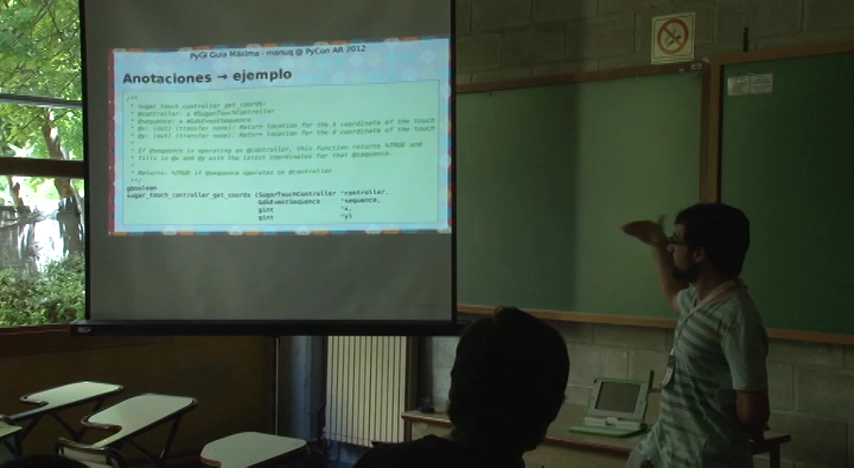 PyGI Guía Máxima - manuq @ PyCon AR 2012
Anotaciones → ejemplo
/**
* sugar_touch_controller_get_coords:
* @controller: a #SugarTouchController
* @sequence: a #GdkEventSequence
* @x: (out) (transfer none): Return location for the X coordinate of the touch
* @y: (out) (transfer none): Return location for the X coordinate of the touch
*
* If @sequence is operating on @controller, this function returns %TRUE and
* fills in @x and @y with the latest coordinates for that @sequence.
*
* Returns: %TRUE if @sequence operates on @controller
**/
gboolean
sugar_touch_controller_get_coords (SugarTouchController *controller,
GdkEventSequence *sequence,
gint *x,
gint *y)